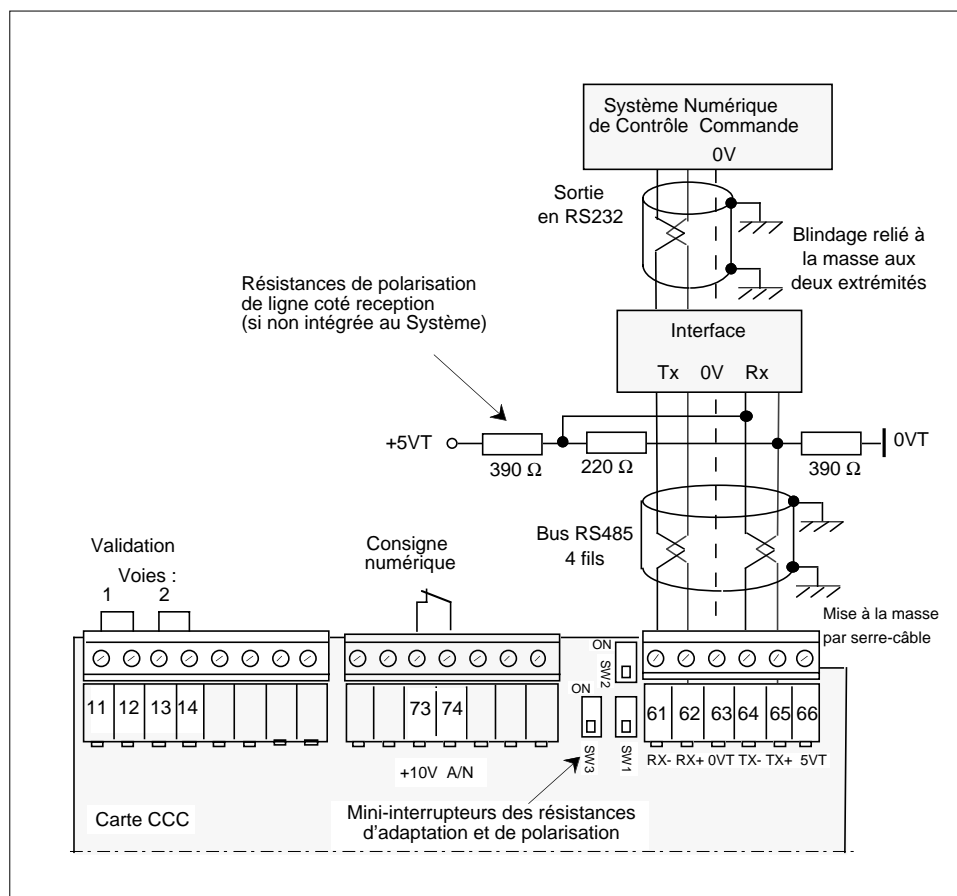 Système Numérique
de Contrôle Commande
0V
Sortie
en RS232
Blindage relié à
la masse aux
deux extrémités
Résistances de polarisation
de ligne coté reception
(si non intégrée au Système)
Interface
Tx 0V Rx
+5VT
0VT
390 Ω
220 Ω
390 Ω
Bus RS485
4 fils
Validation
Voies :
1 2
Consigne
numérique
Mise à la masse
par serre-câble
ON
SW2
ON
SW3
SW1
11 12 13 14
73 74
61 62 63 64 65 66
RX- RX+ 0VT TX- TX+ 5VT
+10V A/N
Mini-interrupteurs des résistances
d'adaptation et de polarisation
Carte CCC